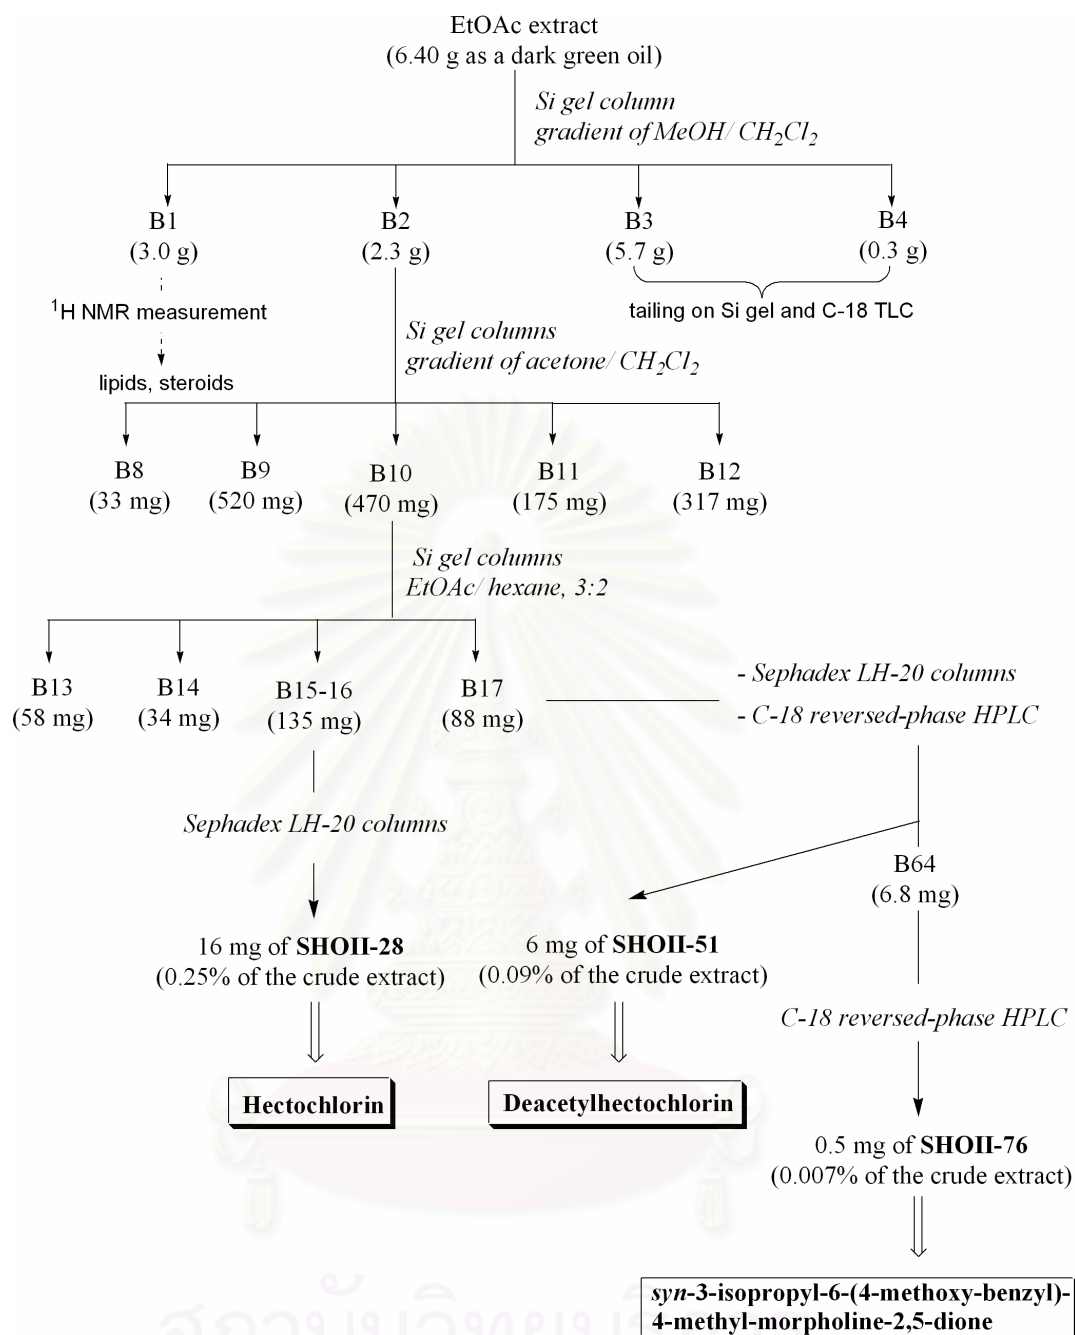 EtOAc extract
(6.40 g as a dark green oil)
Si gel column
gradient of MeOH/ CH2Cl2
B1
(3.0 g)
B2
(2.3 g)
B3
(5.7 g)
B4
(0.3 g)
1H NMR measurement
tailing on Si gel and C-18 TLC
Si gel columns
gradient of acetone/ CH2Cl2
lipids, steroids
B8
(33 mg)
B9
(520 mg)
B10
(470 mg)
B11
(175 mg)
B12
(317 mg)
Si gel columns
EtOAc/ hexane, 3:2
B13
(58 mg)
B14
(34 mg)
B15-16
(135 mg)
B17
(88 mg)
- Sephadex LH-20 columns
- C-18 reversed-phase HPLC
Sephadex LH-20 columns
B64
(6.8 mg)
16 mg of SHOII-28
(0.25% of the crude extract)
6 mg of SHOII-51
(0.09% of the crude extract)
C-18 reversed-phase HPLC
Hectochlorin
Deacetylhectochlorin
0.5 mg of SHOII-76
(0.007% of the crude extract)
syn-3-isopropyl-6-(4-methoxy-benzyl)-
4-methyl-morpholine-2,5-dione